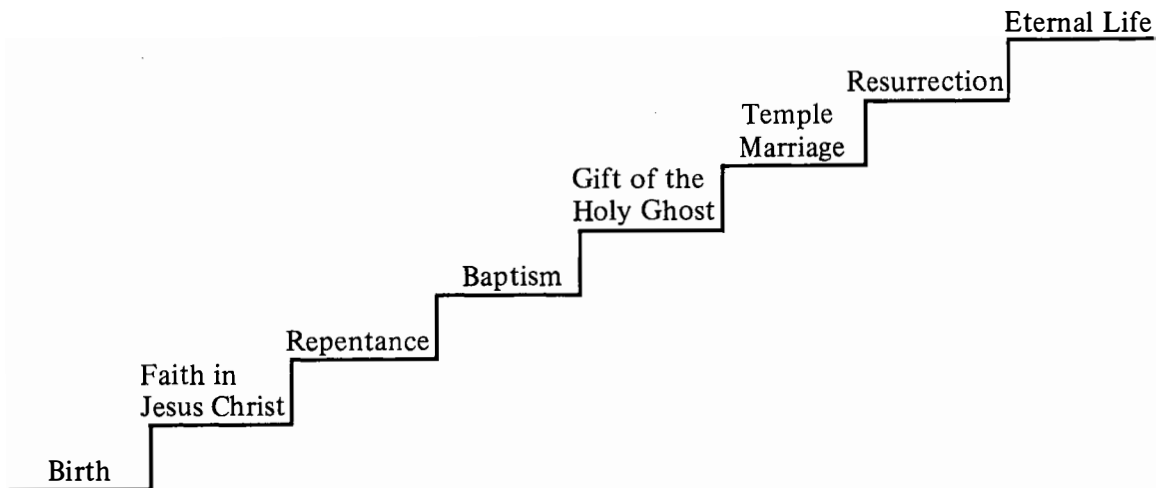 Eternal Life
Resurrection
Temple
Marriage
Gift of the
Holy Ghost
Baptism
Repentance
Faith in
Jesus Christ
Birth